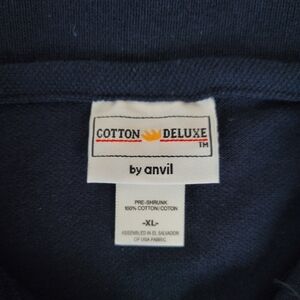 COTTON DELUXE
TM
by anvil
PRE-SHRUNK
100% COTTON/COTON
-XL-
ASSEMBLED IN EL SALVADOR
OF USA FABRIC